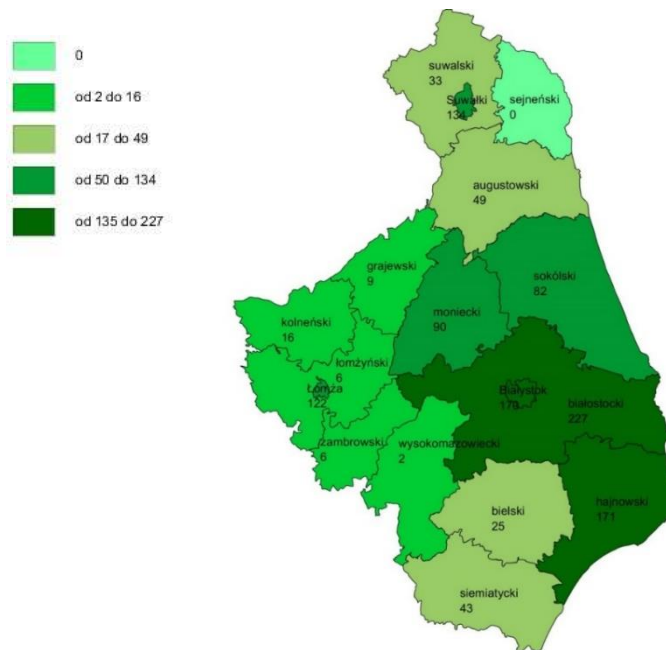 0
od 2 do 16
od 17 do 49
od 50 do 134
od 135 do 227
suwalski
33
Suwałki
134
sejneński
0
augustowski
49
grajewski
9
sokólski
82
moniecki
90
kolneński
16
łomżyński
6
Łomża
122
Białystok
białostocki
227
zambrowski
6
wysokomazowiecki
2
hajnowski
171
bielski
25
siemiatycki
43